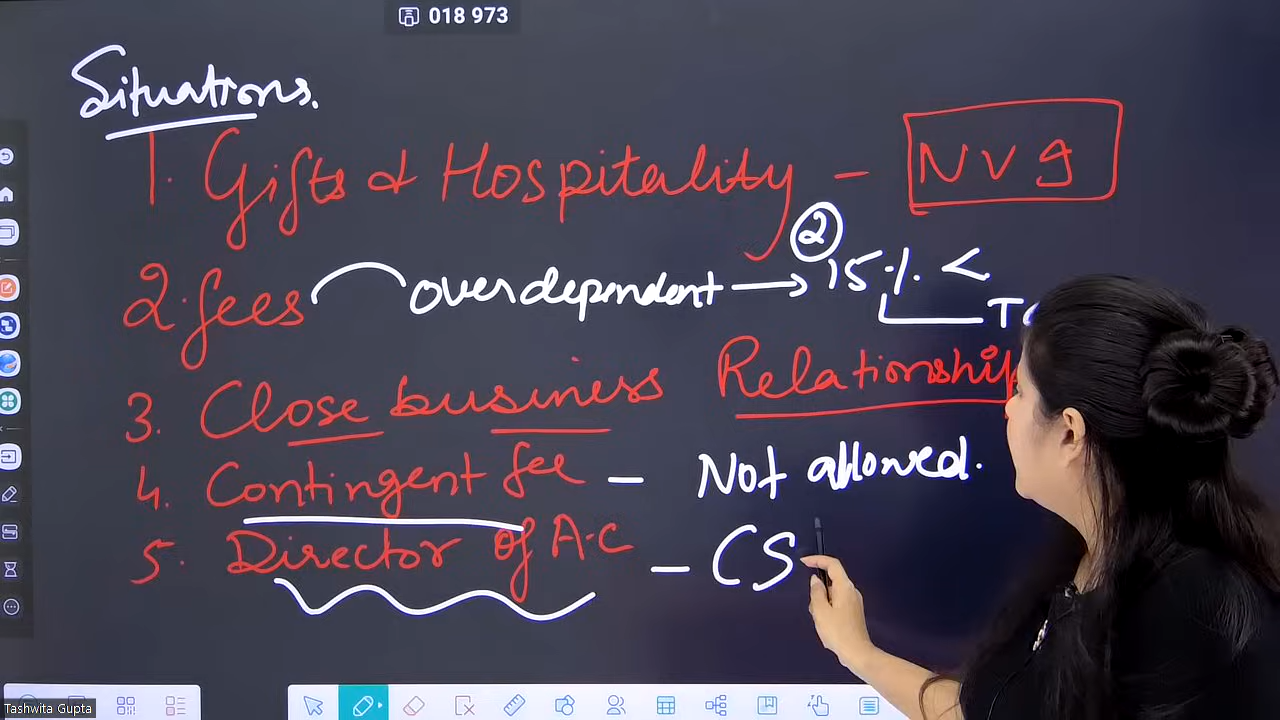 018 973
Situations.
1. Gifts & Hospitality – NVG
2. fees overdependent → ② 15% <
3. Close business Relationship
4. Contingent fee – Not allowed.
5. Director of A.C – CS
Tashwita Gupta